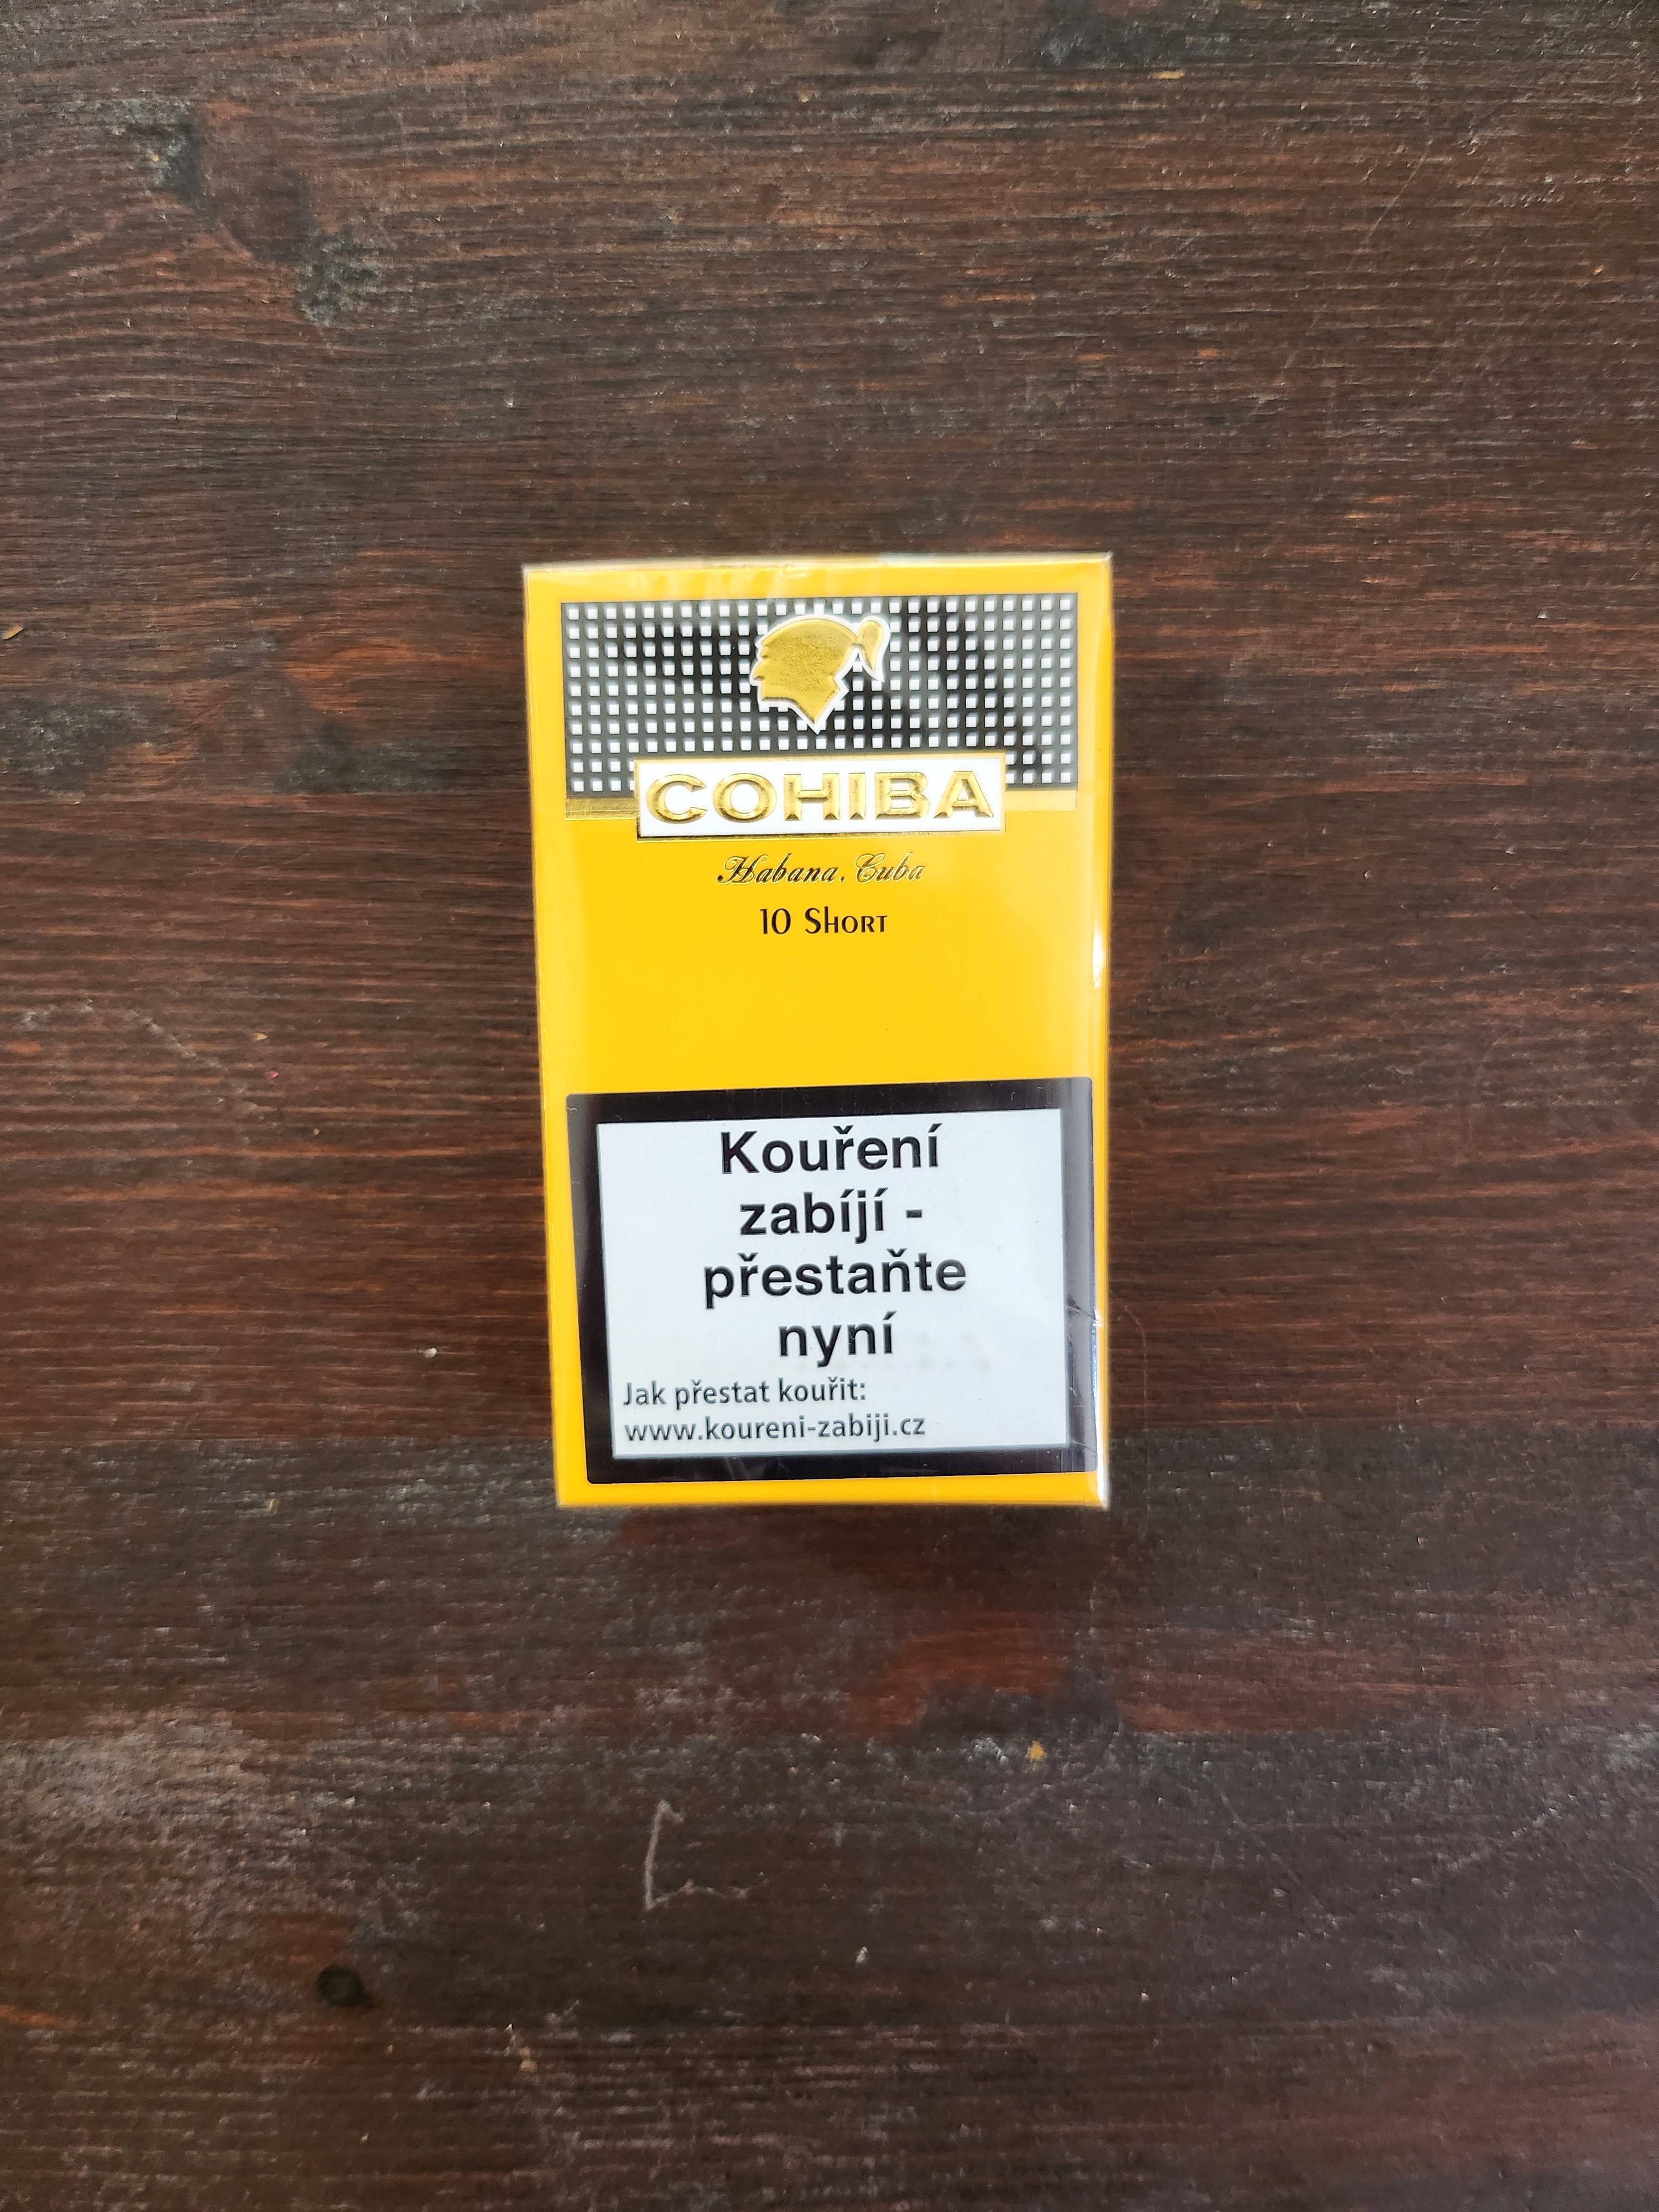 COHIBA
Habana, Cuba
10 Short
Kouření
zabíjí -
přestaňte
nyní
Jak přestat kouřit:
www.koureni-zabiji.cz